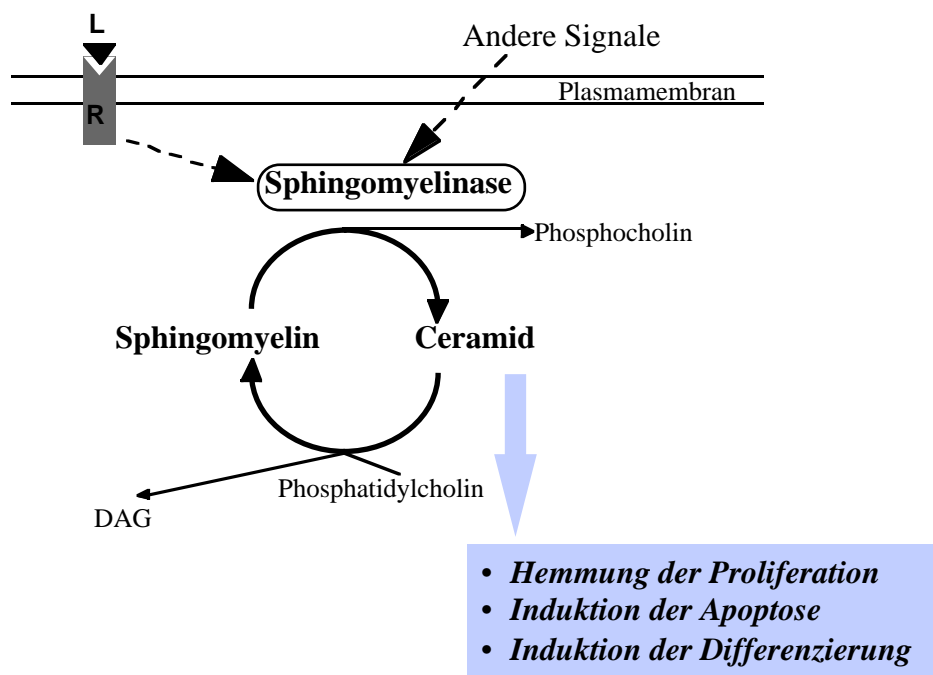 L
Andere Signale
Plasmamembran
R
Sphingomyelinase
Phosphocholin
Sphingomyelin
Ceramid
Phosphatidylcholin
DAG
• Hemmung der Proliferation
• Induktion der Apoptose
• Induktion der Differenzierung